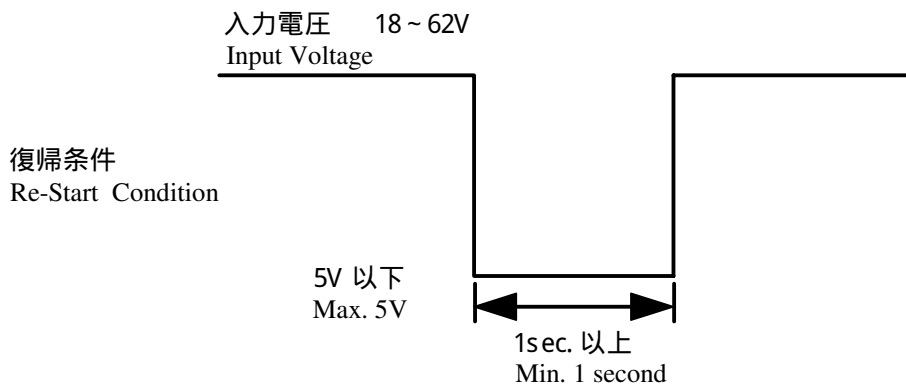 入力電圧 18 ~ 62V
Input Voltage
復帰条件
Re-Start Condition
5V 以下
Max. 5V
1sec. 以上
Min. 1 second